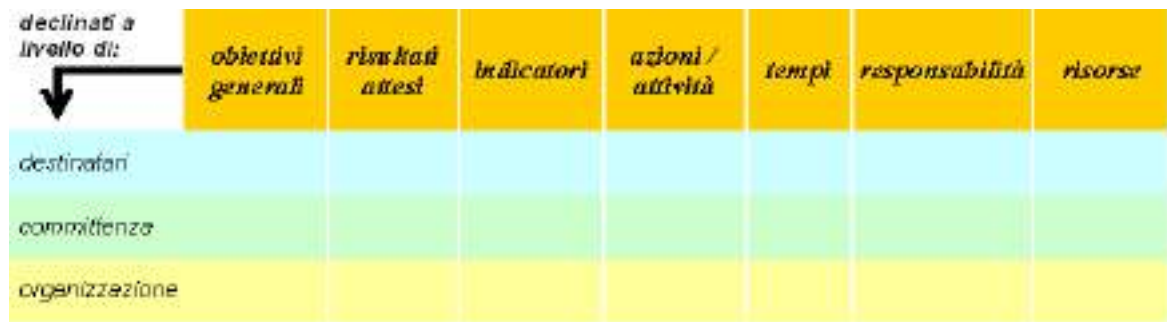 declinati a
livello di:
obiettivi
generali
risultati
attesi
indicatori
azioni /
attività
tempi
responsabilità
risorse
destinatari
committenza
organizzazione